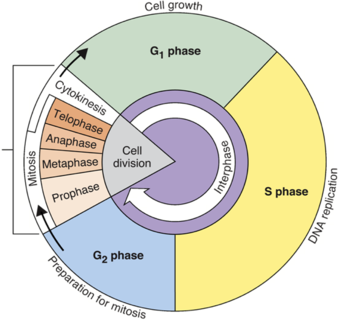 Cell growth
G₁ phase
Cytokinesis
Telophase
Anaphase
Metaphase
Prophase
Mitosis
Cell
division
Interphase
S phase
DNA replication
G₂ phase
Preparation for mitosis